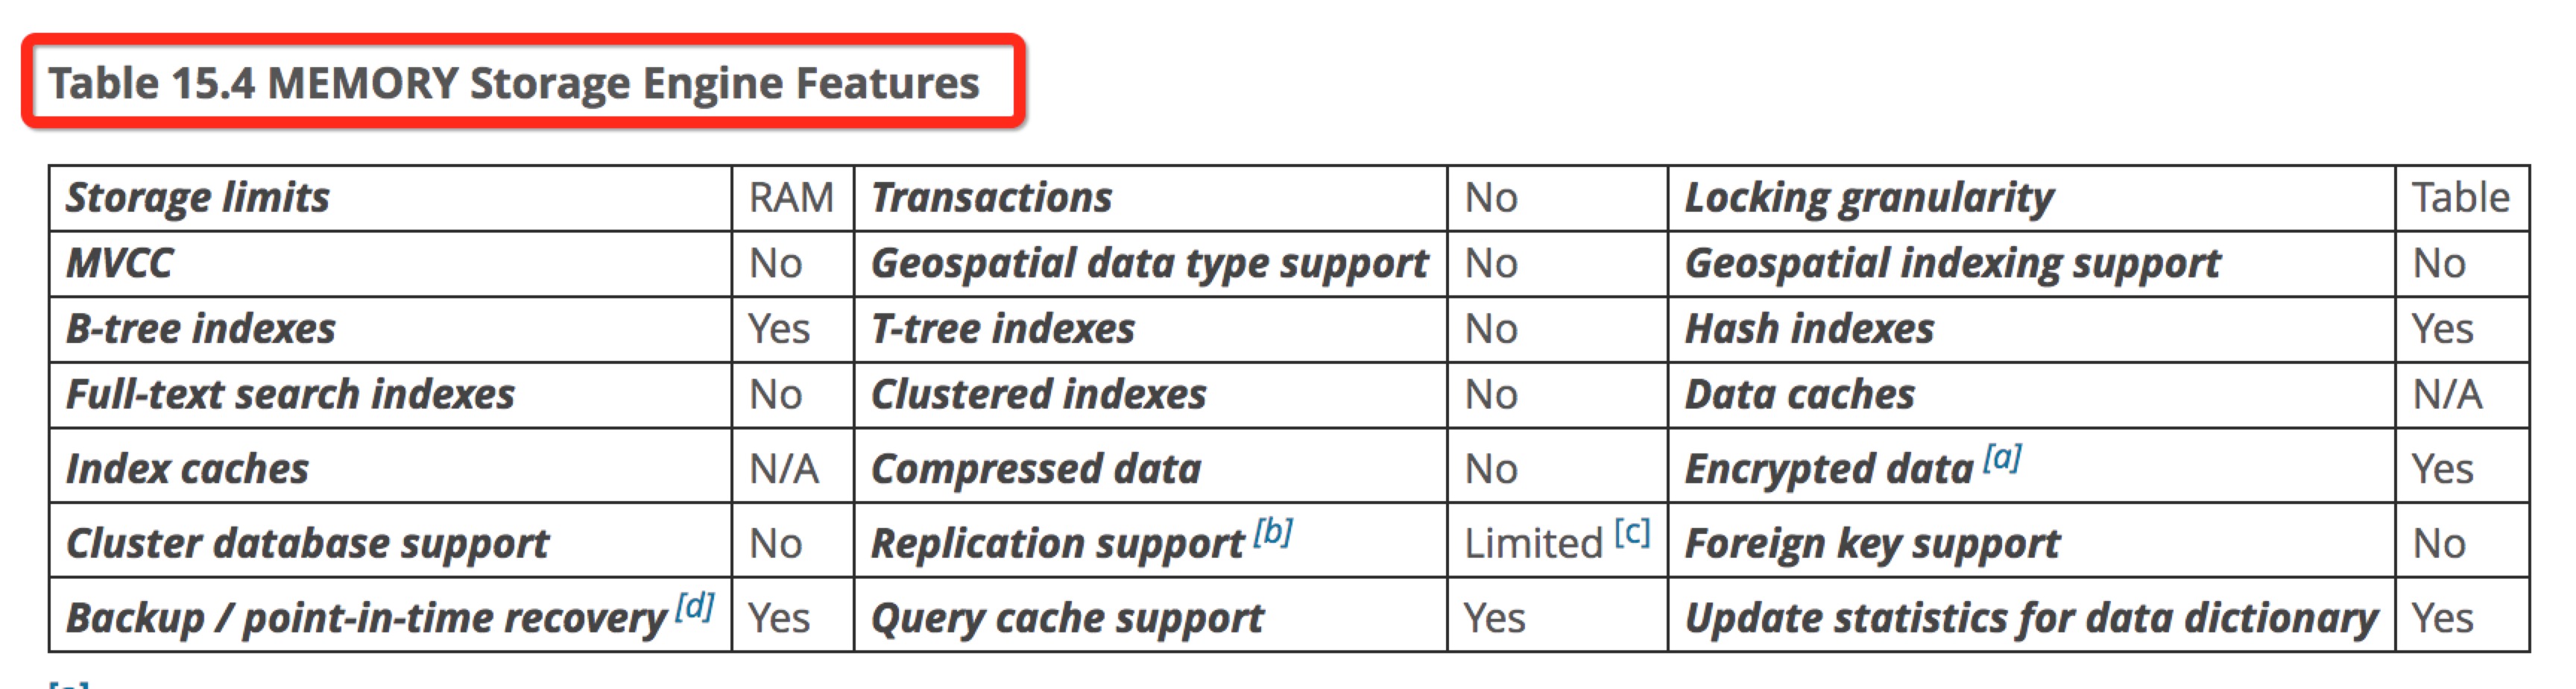 Table 15.4 MEMORY Storage Engine Features
Storage limits RAM Transactions No Locking granularity Table
MVCC No Geospatial data type support No Geospatial indexing support No
B-tree indexes Yes T-tree indexes No Hash indexes Yes
Full-text search indexes No Clustered indexes No Data caches N/A
Index caches N/A Compressed data No Encrypted data [a] Yes
Cluster database support No Replication support [b] Limited [c] Foreign key support No
Backup / point-in-time recovery [d] Yes Query cache support Yes Update statistics for data dictionary Yes